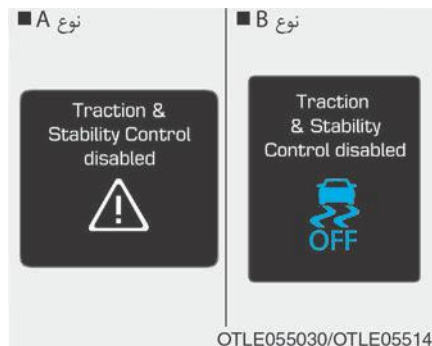 ■ A نوع
■ B نوع
Traction &
Stability Control
disabled
Traction
& Stability
Control disabled
OFF
OTLE055030/OTLE05514